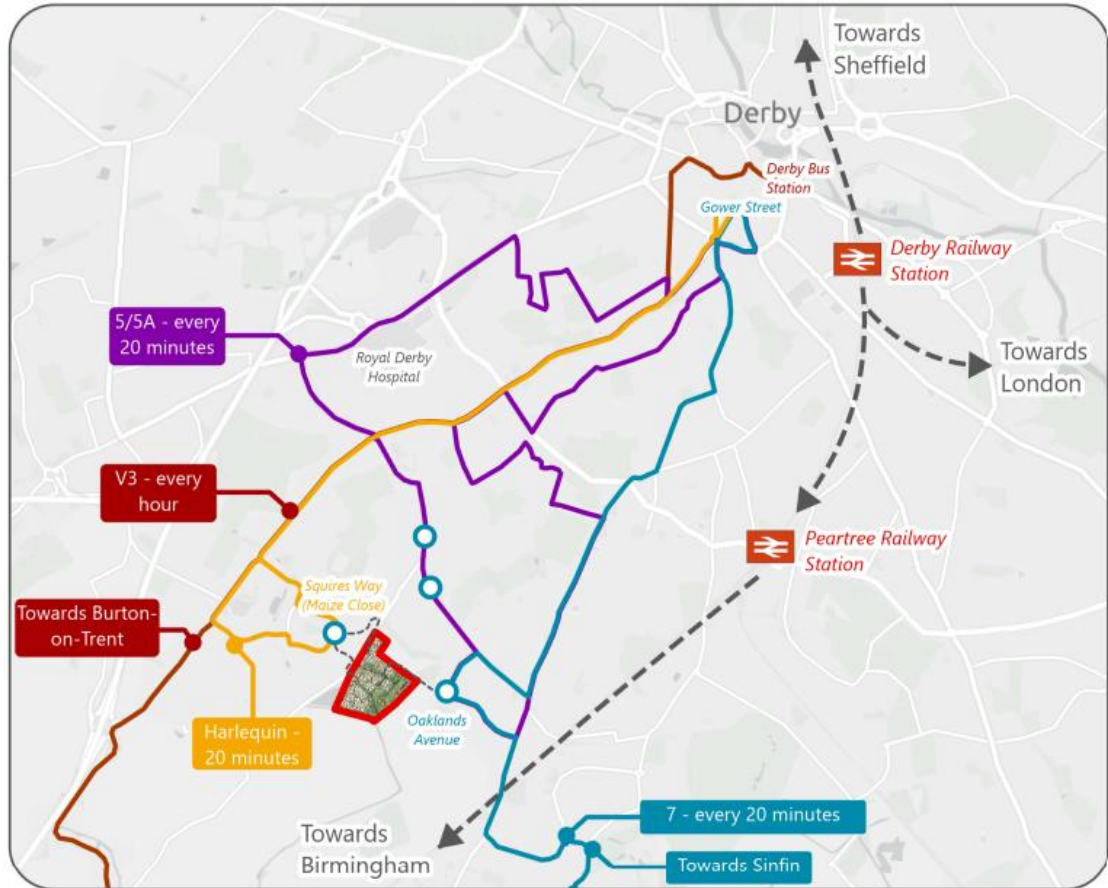 Towards
Sheffield
Derby
Derby Bus
Station
Gower Street
Derby Railway
Station
5/5A - every
20 minutes
Royal Derby
Hospital
Towards
London
V3 - every
hour
Peartree Railway
Station
Squires Way
(Maize Close)
Towards Burton-
on-Trent
Oaklands
Avenue
Harlequin -
20 minutes
7 - every 20 minutes
Towards
Birmingham
Towards Sinfin